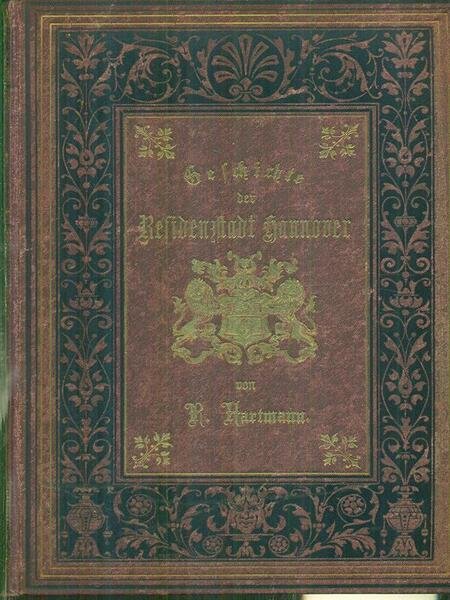 Geschichte
der
Residenzstadt Hannover
von
R. Hartmann.